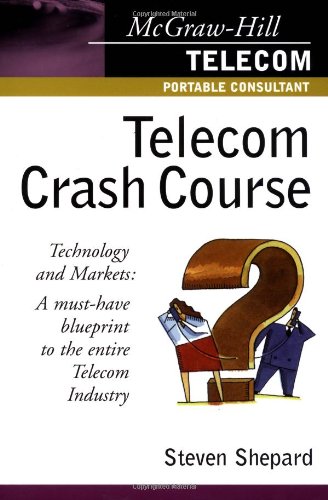 McGraw-Hill
TELECOM
PORTABLE CONSULTANT
Telecom
Crash Course
Technology
and Markets:
A must-have
blueprint
to the entire
Telecom
Industry
Steven Shepard